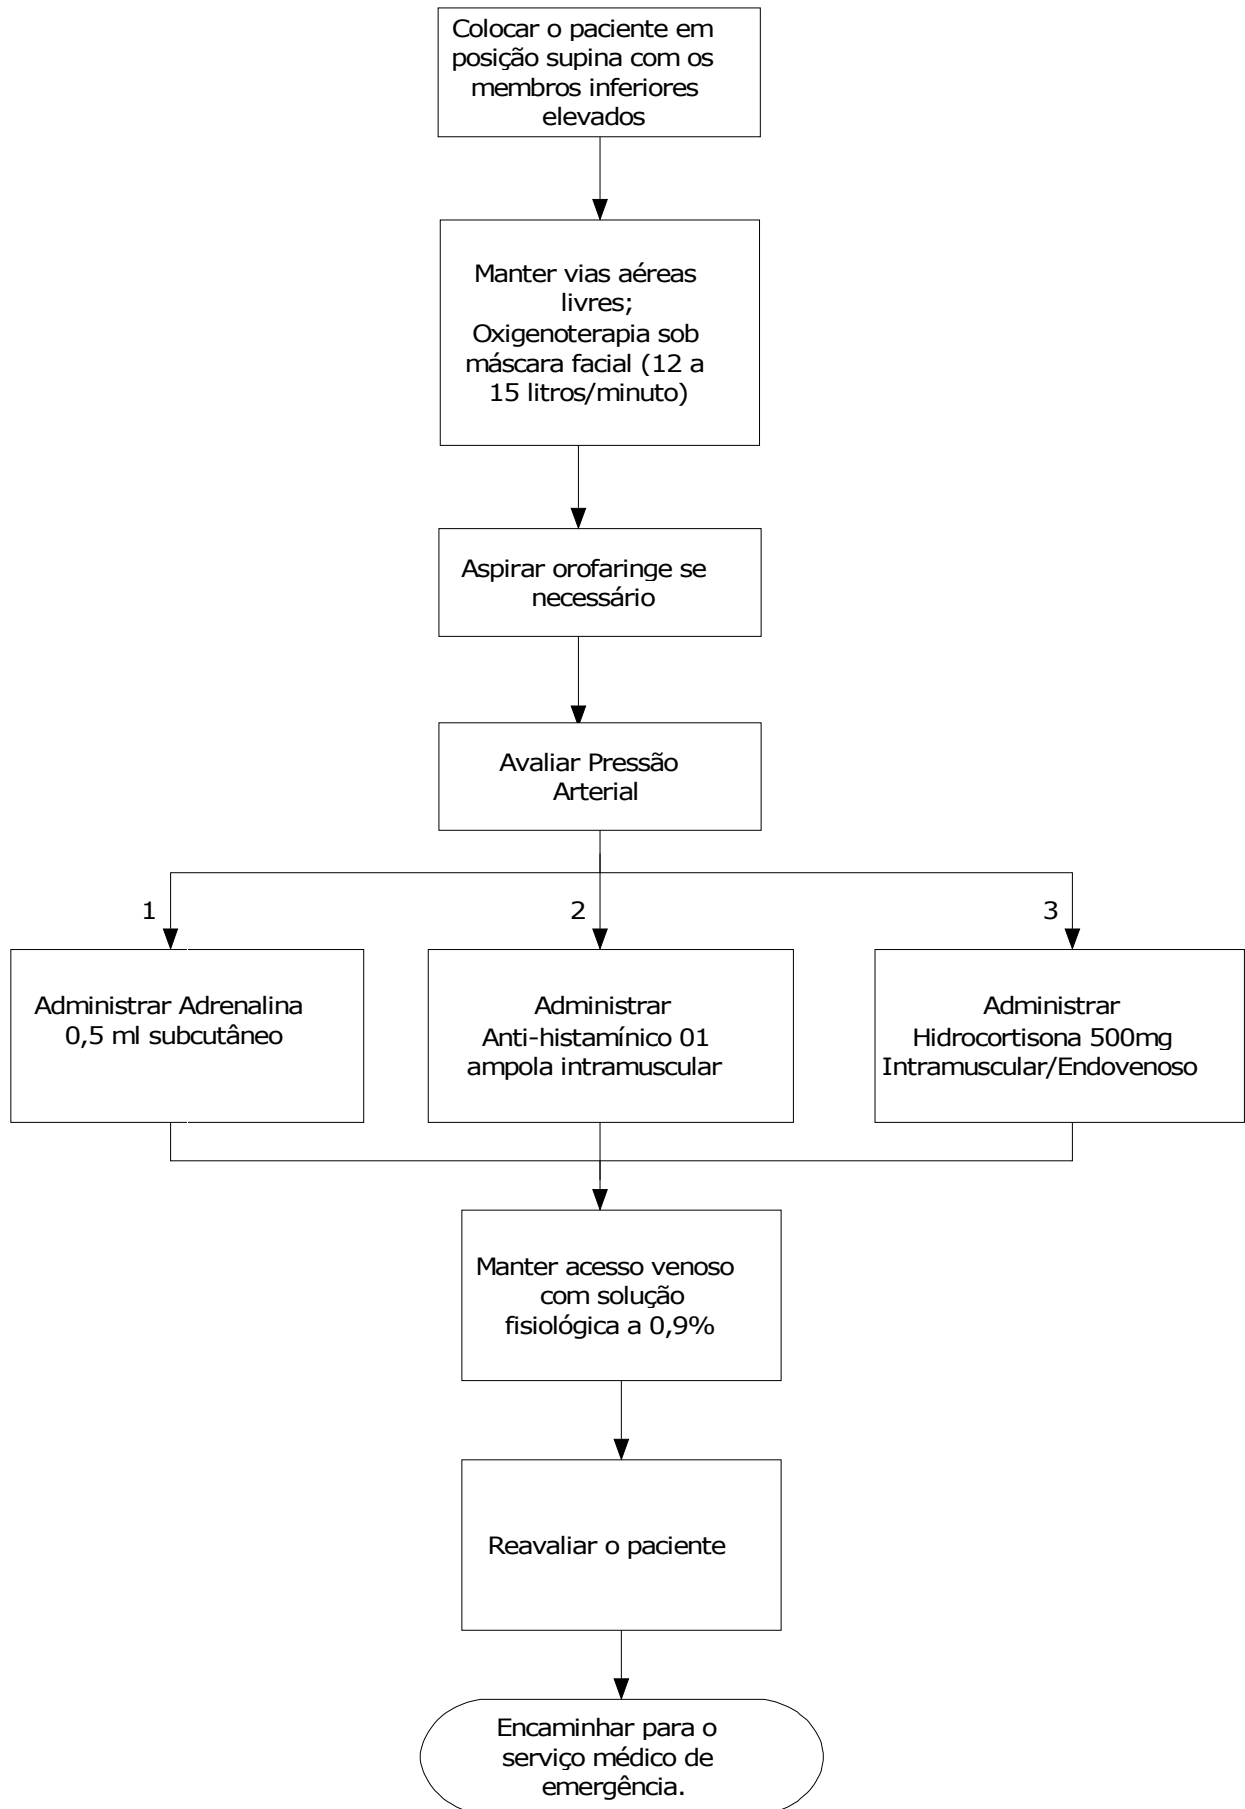 Colocar o paciente em
posição supina com os
membros inferiores
elevados
Manter vias aéreas
livres;
Oxigenoterapia sob
máscara facial (12 a
15 litros/minuto)
Aspirar orofaringe se
necessário
Avaliar Pressão
Arterial
1
2
3
Administrar Adrenalina
0,5 ml subcutâneo
Administrar
Anti-histamínico 01
ampola intramuscular
Administrar
Hidrocortisona 500mg
Intramuscular/Endovenoso
Manter acesso venoso
com solução
fisiológica a 0,9%
Reavaliar o paciente
Encaminhar para o
serviço médico de
emergência.